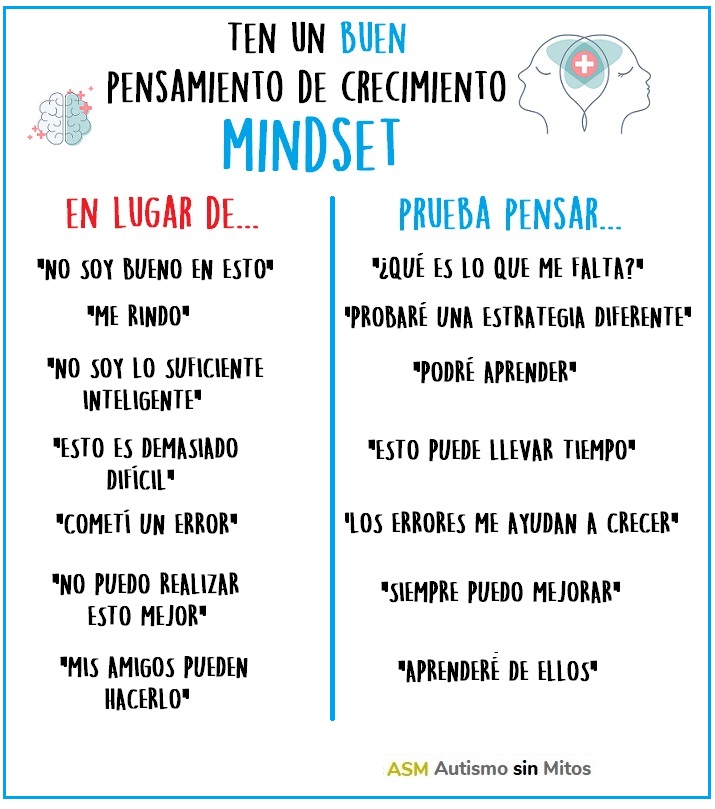 TEN UN BUEN
PENSAMIENTO DE CRECIMIENTO
MINDSET
EN LUGAR DE...
PRUEBA PENSAR...
"NO SOY BUENO EN ESTO"
"¿QUÉ ES LO QUE ME FALTA?"
"ME RINDO"
"PROBARÉ UNA ESTRATEGIA DIFERENTE"
"NO SOY LO SUFICIENTE
INTELIGENTE"
"PODRÉ APRENDER"
"ESTO ES DEMASIADO
DIFÍCIL"
"ESTO PUEDE LLEVAR TIEMPO"
"COMETÍ UN ERROR"
"LOS ERRORES ME AYUDAN A CRECER"
"NO PUEDO REALIZAR
ESTO MEJOR"
"SIEMPRE PUEDO MEJORAR"
"MIS AMIGOS PUEDEN
HACERLO"
"APRENDERÉ DE ELLOS"
ASM Autismo sin Mitos